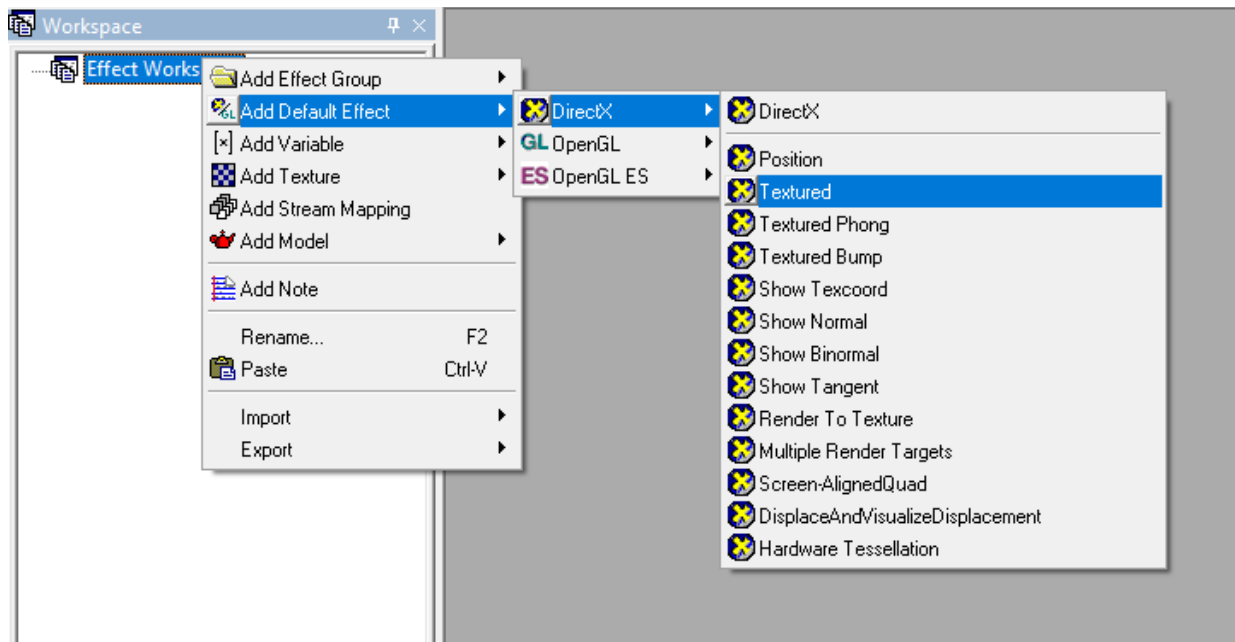 Workspace
Effect Works
Add Effect Group
Add Default Effect
Add Variable
Add Texture
Add Stream Mapping
Add Model
Add Note
Rename... F2
Paste Ctrl-V
Import
Export
DirectX
GL OpenGL
ES OpenGL ES
DirectX
Position
Textured
Textured Phong
Textured Bump
Show Texcoord
Show Normal
Show Binormal
Show Tangent
Render To Texture
Multiple Render Targets
Screen-AlignedQuad
DisplaceAndVisualizeDisplacement
Hardware Tessellation